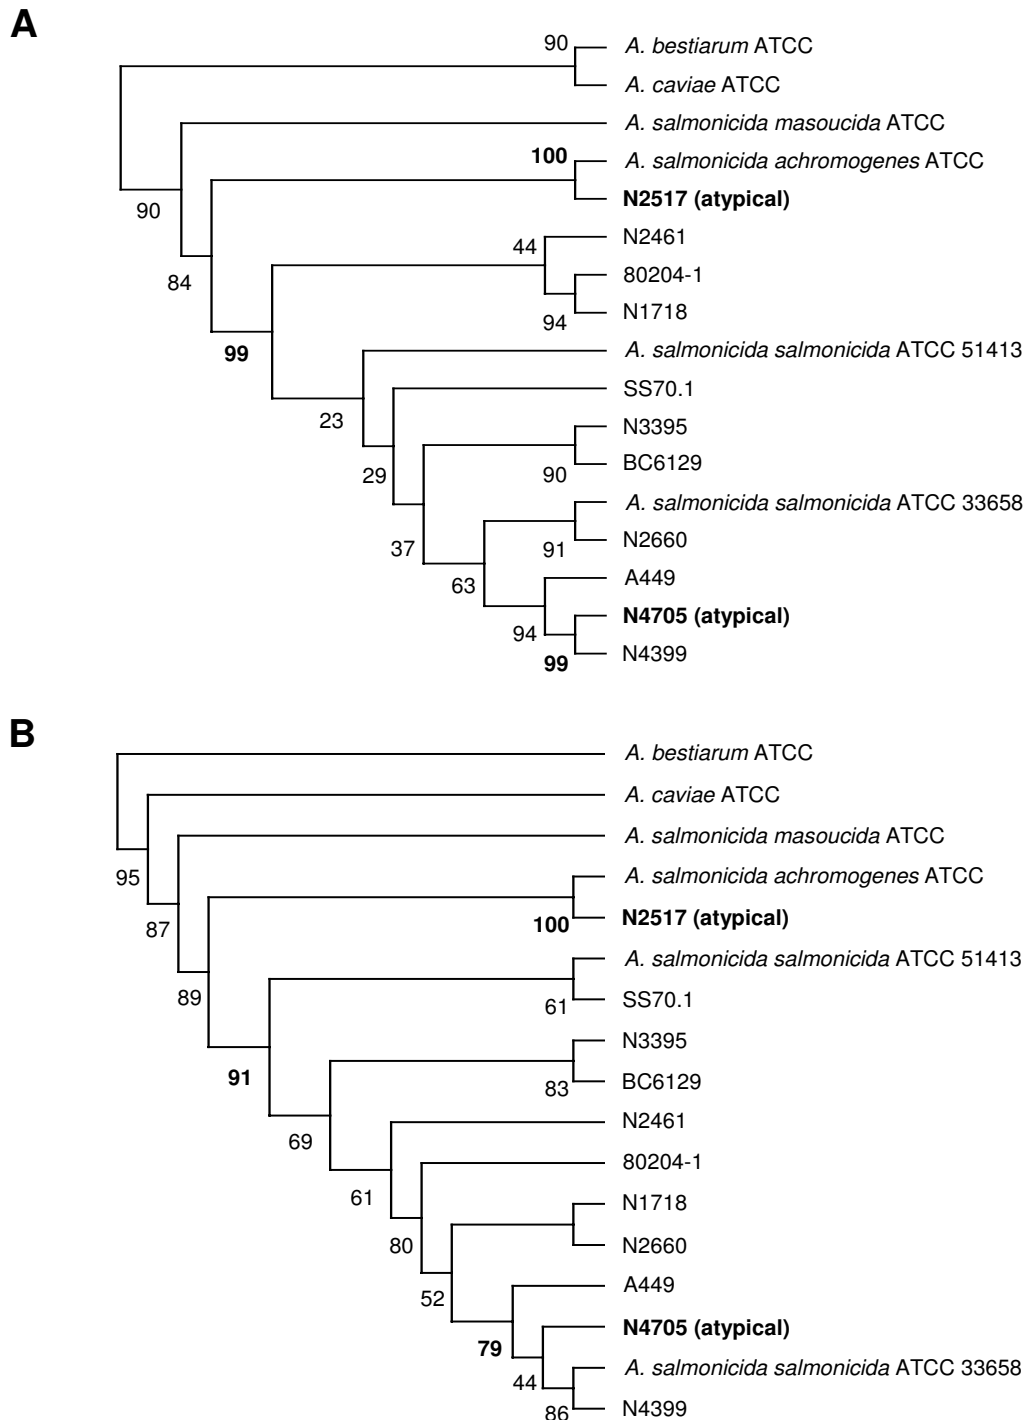 A
90 A. bestiarum ATCC
A. caviae ATCC
A. salmonicida masoucida ATCC
100 A. salmonicida achromogenes ATCC
N2517 (atypical)
90
N2461
44
80204-1
84
N1718
94
99
A. salmonicida salmonicida ATCC 51413
SS70.1
23
N3395
BC6129
29
90
A. salmonicida salmonicida ATCC 33658
N2660
37
91
A449
63
N4705 (atypical)
94
N4399
99
B
A. bestiarum ATCC
A. caviae ATCC
A. salmonicida masoucida ATCC
95
A. salmonicida achromogenes ATCC
N2517 (atypical)
100
87
A. salmonicida salmonicida ATCC 51413
SS70.1
89
61
N3395
91
BC6129
83
N2461
69
80204-1
61
N1718
N2660
80
A449
52
N4705 (atypical)
79
A. salmonicida salmonicida ATCC 33658
44
N4399
86